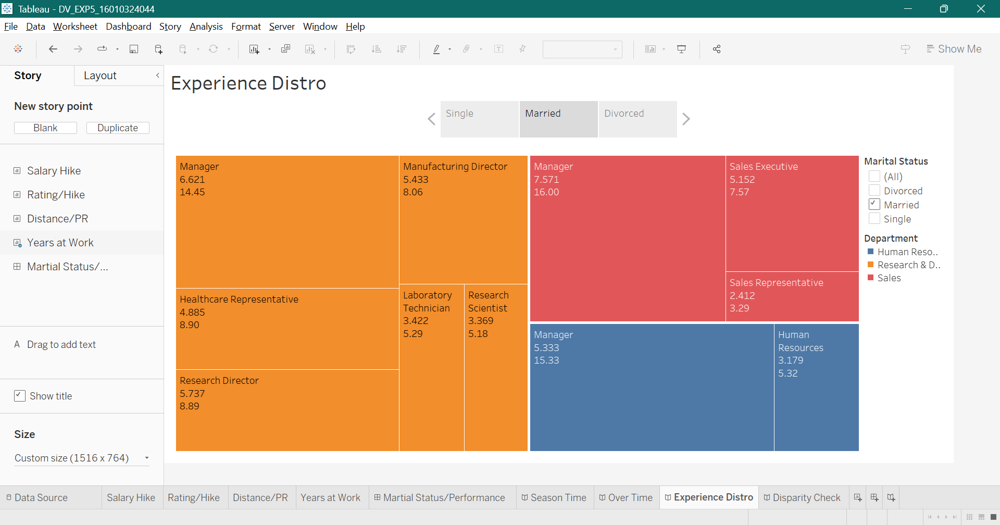 Tableau - DV_EXP5_16010324044
File Data Worksheet Dashboard Story Analysis Format Server Window Help
Show Me
Story Layout
New story point
Blank Duplicate
Salary Hike
Rating/Hike
Distance/PR
Years at Work
Martial Status/...
A Drag to add text
Show title
Size
Custom size (1516 x 764)
Experience Distro
Single Married Divorced
Manager
6.621
14.45
Healthcare Representative
4.885
8.90
Research Director
5.737
8.89
Manufacturing Director
5.433
8.06
Laboratory
Technician
3.422
5.29
Research
Scientist
3.369
5.18
Manager
7.571
16.00
Sales Executive
5.152
7.57
Sales Representative
2.412
3.29
Manager
5.333
15.33
Human
Resources
3.179
5.32
Marital Status
(All)
Divorced
Married
Single
Department
Human Reso..
Research & D..
Sales
Data Source Salary Hike Rating/Hike Distance/PR Years at Work Martial Status/Performance Season Time Over Time Experience Distro Disparity Check